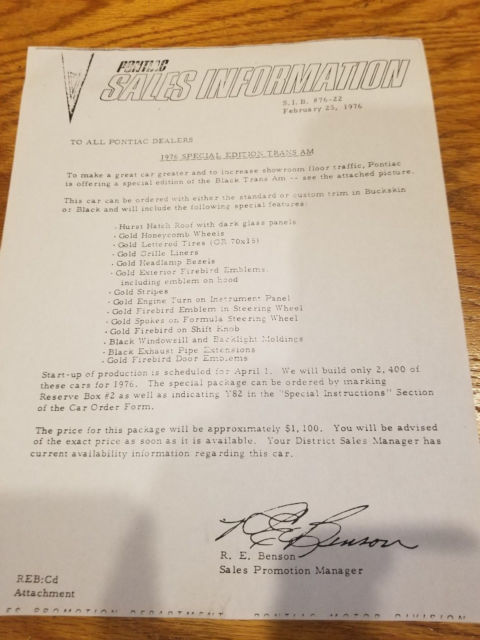 PONTIAC
SALES INFORMATION
S.I.B. #76-22
February 25, 1976
TO ALL PONTIAC DEALERS
1976 SPECIAL EDITION TRANS AM
To make a great car greater and to increase showroom floor traffic, Pontiac
is offering a special edition of the Black Trans Am -- see the attached picture.
This car can be ordered with either the standard or custom trim in Buckskin
or Black and will include the following special features:
· Hurst Hatch Roof with dark glass panels
· Gold Honeycomb Wheels
· Gold Lettered Tires (GR 70x15)
· Gold Grille Liners
· Gold Headlamp Bezels
· Gold Exterior Firebird Emblems,
including emblem on hood
· Gold Stripes
· Gold Engine Turn on Instrument Panel
· Gold Firebird Emblem in Steering Wheel
· Gold Spokes on Formula Steering Wheel
· Gold Firebird on Shift Knob
· Black Windowsill and Backlight Moldings
· Black Exhaust Pipe Extensions
· Gold Firebird Door Emblems
Start-up of production is scheduled for April 1. We will build only 2,400 of
these cars for 1976. The special package can be ordered by marking
Reserve Box #2 as well as indicating Y82 in the "Special Instructions" Section
of the Car Order Form.
The price for this package will be approximately $1,100. You will be advised
of the exact price as soon as it is available. Your District Sales Manager has
current availability information regarding this car.
R E Benson
R. E. Benson
Sales Promotion Manager
REB:Cd
Attachment
ES PROMOTION DEPARTMENT PONTIAC MOTOR DIVISION